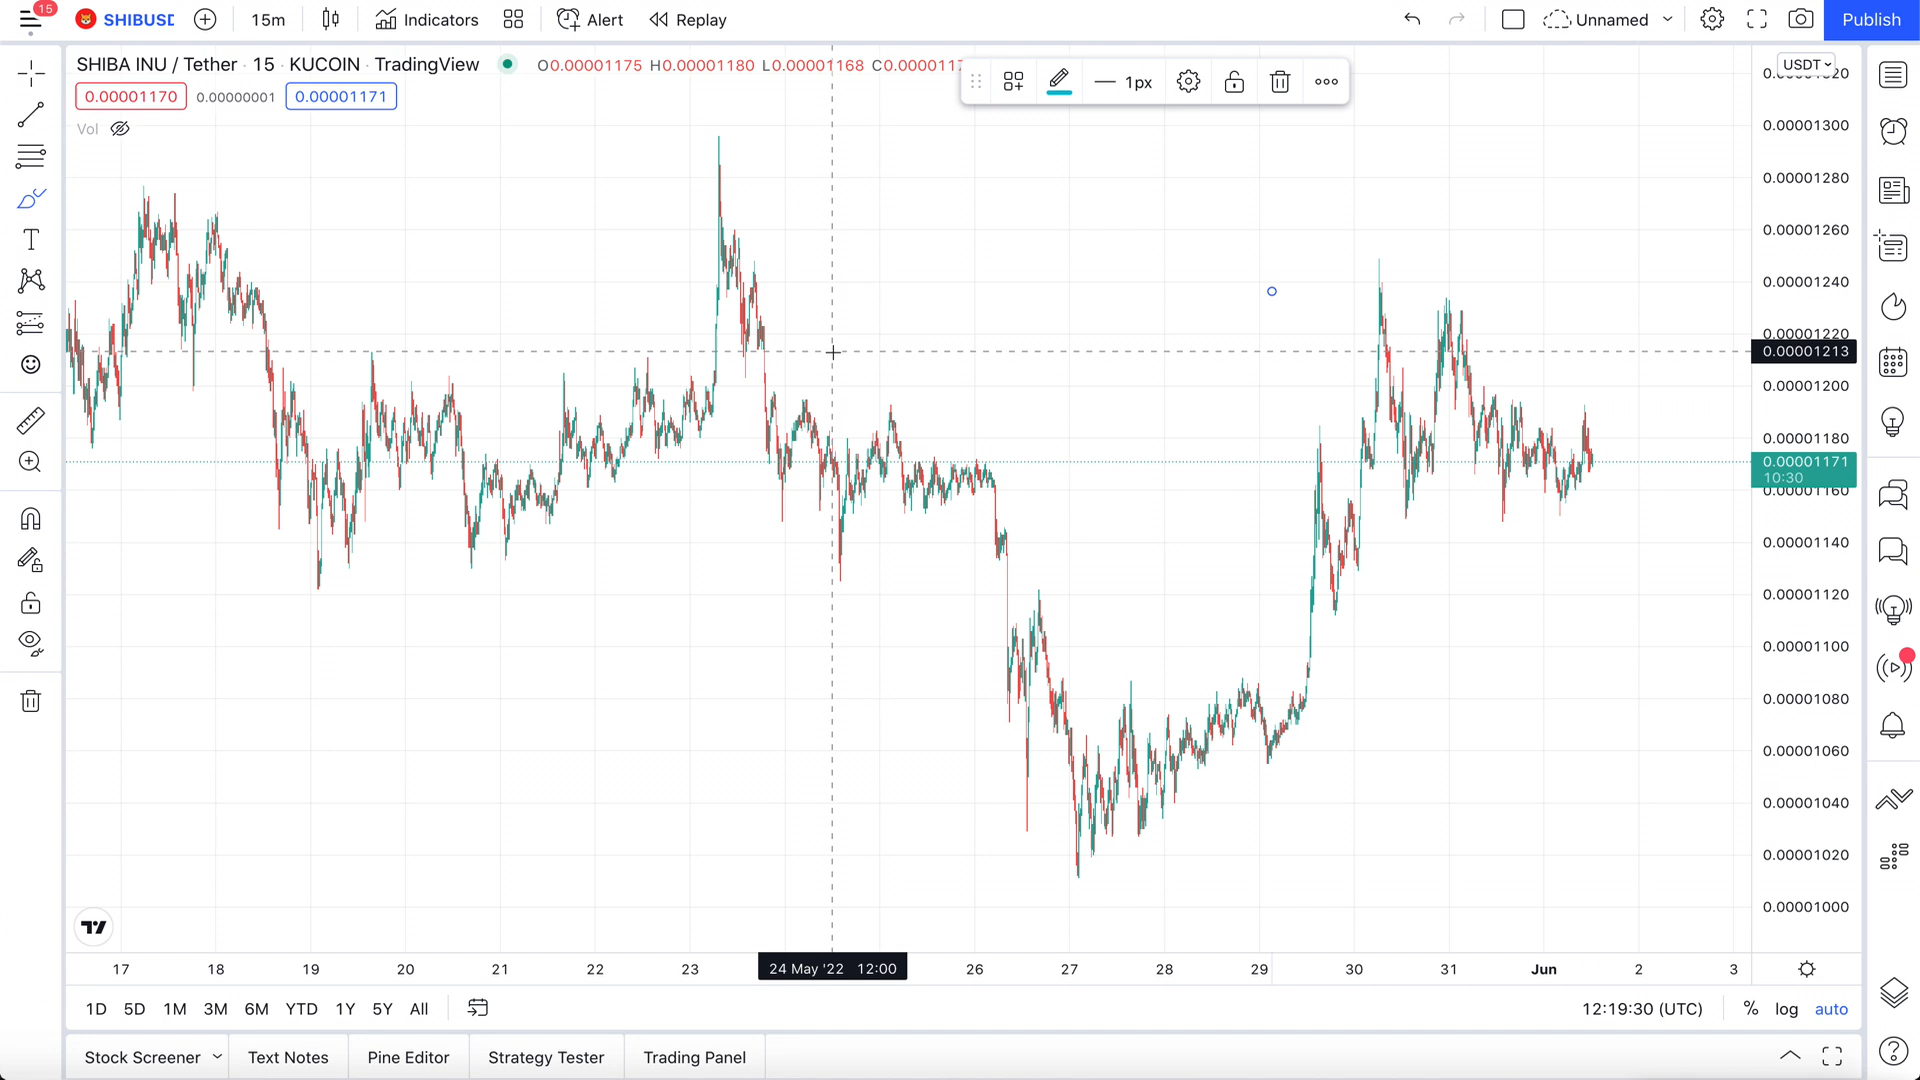 15
SHIBUSD
15m
Indicators
Alert
Replay
Unnamed
Publish
SHIBA INU / Tether · 15 · KUCOIN · TradingView
O0.00001175 H0.00001180 L0.00001168
0.00001170
0.00000001
0.00001171
1px
Vol
USDT
0.00001300
0.00001280
0.00001260
0.00001240
0.00001220
0.00001213
0.00001200
0.00001180
0.00001171
10:30
0.00001160
0.00001140
0.00001120
0.00001100
0.00001080
0.00001060
0.00001040
0.00001020
0.00001000
17
18
19
20
21
22
23
24 May '22 12:00
26
27
28
29
30
31
Jun
2
3
1D
5D
1M
3M
6M
YTD
1Y
5Y
All
12:19:30 (UTC)
%
log
auto
Stock Screener
Text Notes
Pine Editor
Strategy Tester
Trading Panel